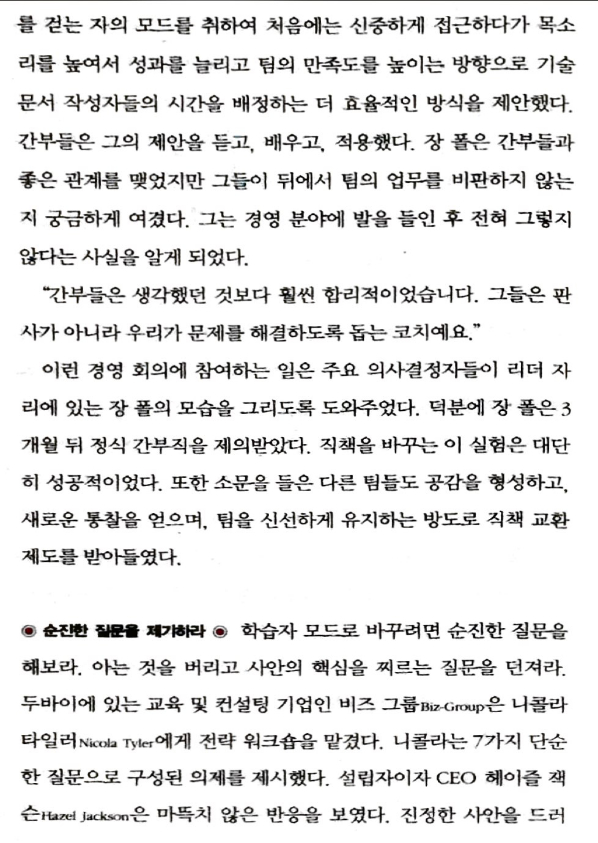 를 걷는 자의 모드를 취하여 처음에는 신중하게 접근하다가 목소
리를 높여서 성과를 늘리고 팀의 만족도를 높이는 방향으로 기술
문서 작성자들의 시간을 배정하는 더 효율적인 방식을 제안했다.
간부들은 그의 제안을 듣고, 배우고, 적용했다. 장 폴은 간부들과
좋은 관계를 맺었지만 그들이 뒤에서 팀의 업무를 비판하지 않는
지 궁금하게 여겼다. 그는 경영 분야에 발을 들인 후 전혀 그렇지
않다는 사실을 알게 되었다.
“간부들은 생각했던 것보다 훨씬 합리적이었습니다. 그들은 판
사가 아니라 우리가 문제를 해결하도록 돕는 코치예요.”
이런 경영 회의에 참여하는 일은 주요 의사결정자들이 리더 자
리에 있는 장 폴의 모습을 그리도록 도와주었다. 덕분에 장 폴은 3
개월 뒤 정식 간부직을 제의받았다. 직책을 바꾸는 이 실험은 대단
히 성공적이었다. 또한 소문을 들은 다른 팀들도 공감을 형성하고,
새로운 통찰을 얻으며, 팀을 신선하게 유지하는 방도로 직책 교환
제도를 받아들였다.
◉ 순진한 질문을 제기하라 ◉ 학습자 모드로 바꾸려면 순진한 질문을
해보라. 아는 것을 버리고 사안의 핵심을 찌르는 질문을 던져라.
두바이에 있는 교육 및 컨설팅 기업인 비즈 그룹Biz-Group은 니콜라
타일러Nicola Tyler에게 전략 워크숍을 맡겼다. 니콜라는 7가지 단순
한 질문으로 구성된 의제를 제시했다. 설립자이자 CEO 헤이즐 잭
슨Hazel Jackson은 마뜩치 않은 반응을 보였다. 진정한 사안을 드러